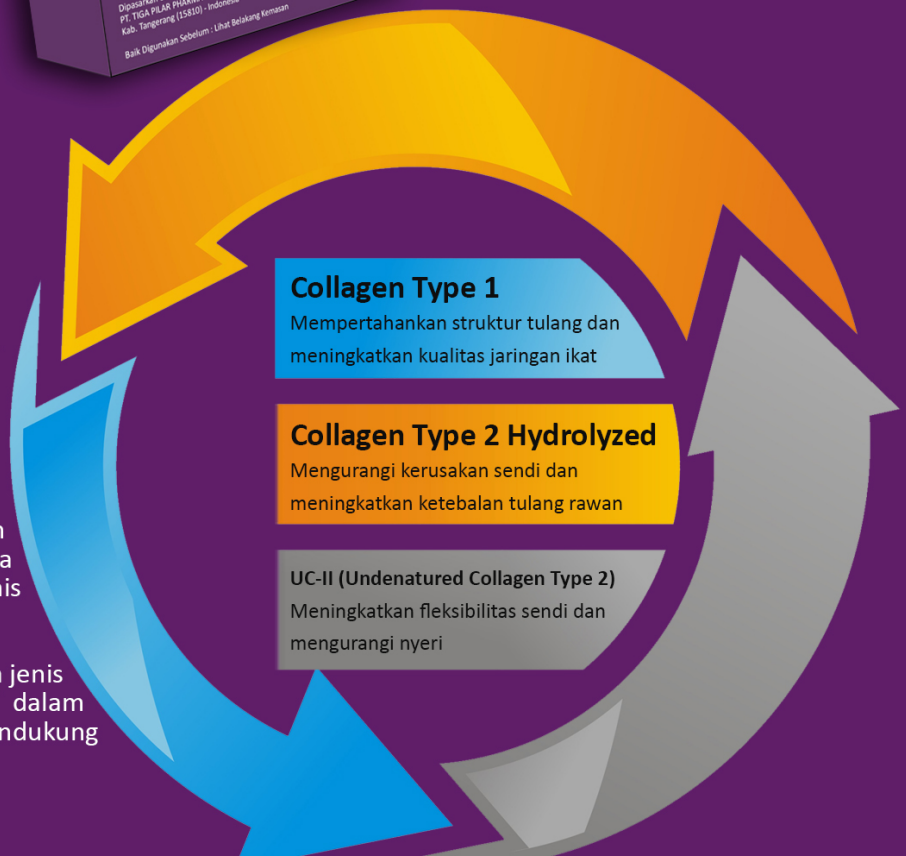 Dipasarkan
PT. TIGA PILAR
Kab. Tangerang (15810) - Indonesia
Baik Digunakan Sebelum : Lihat Belakang Kemasan
Collagen Type 1
Mempertahankan struktur tulang dan
meningkatkan kualitas jaringan ikat
Collagen Type 2 Hydrolyzed
Mengurangi kerusakan sendi dan
meningkatkan ketebalan tulang rawan
UC-II (Undenatured Collagen Type 2)
Meningkatkan fleksibilitas sendi dan
mengurangi nyeri
jenis
dalam